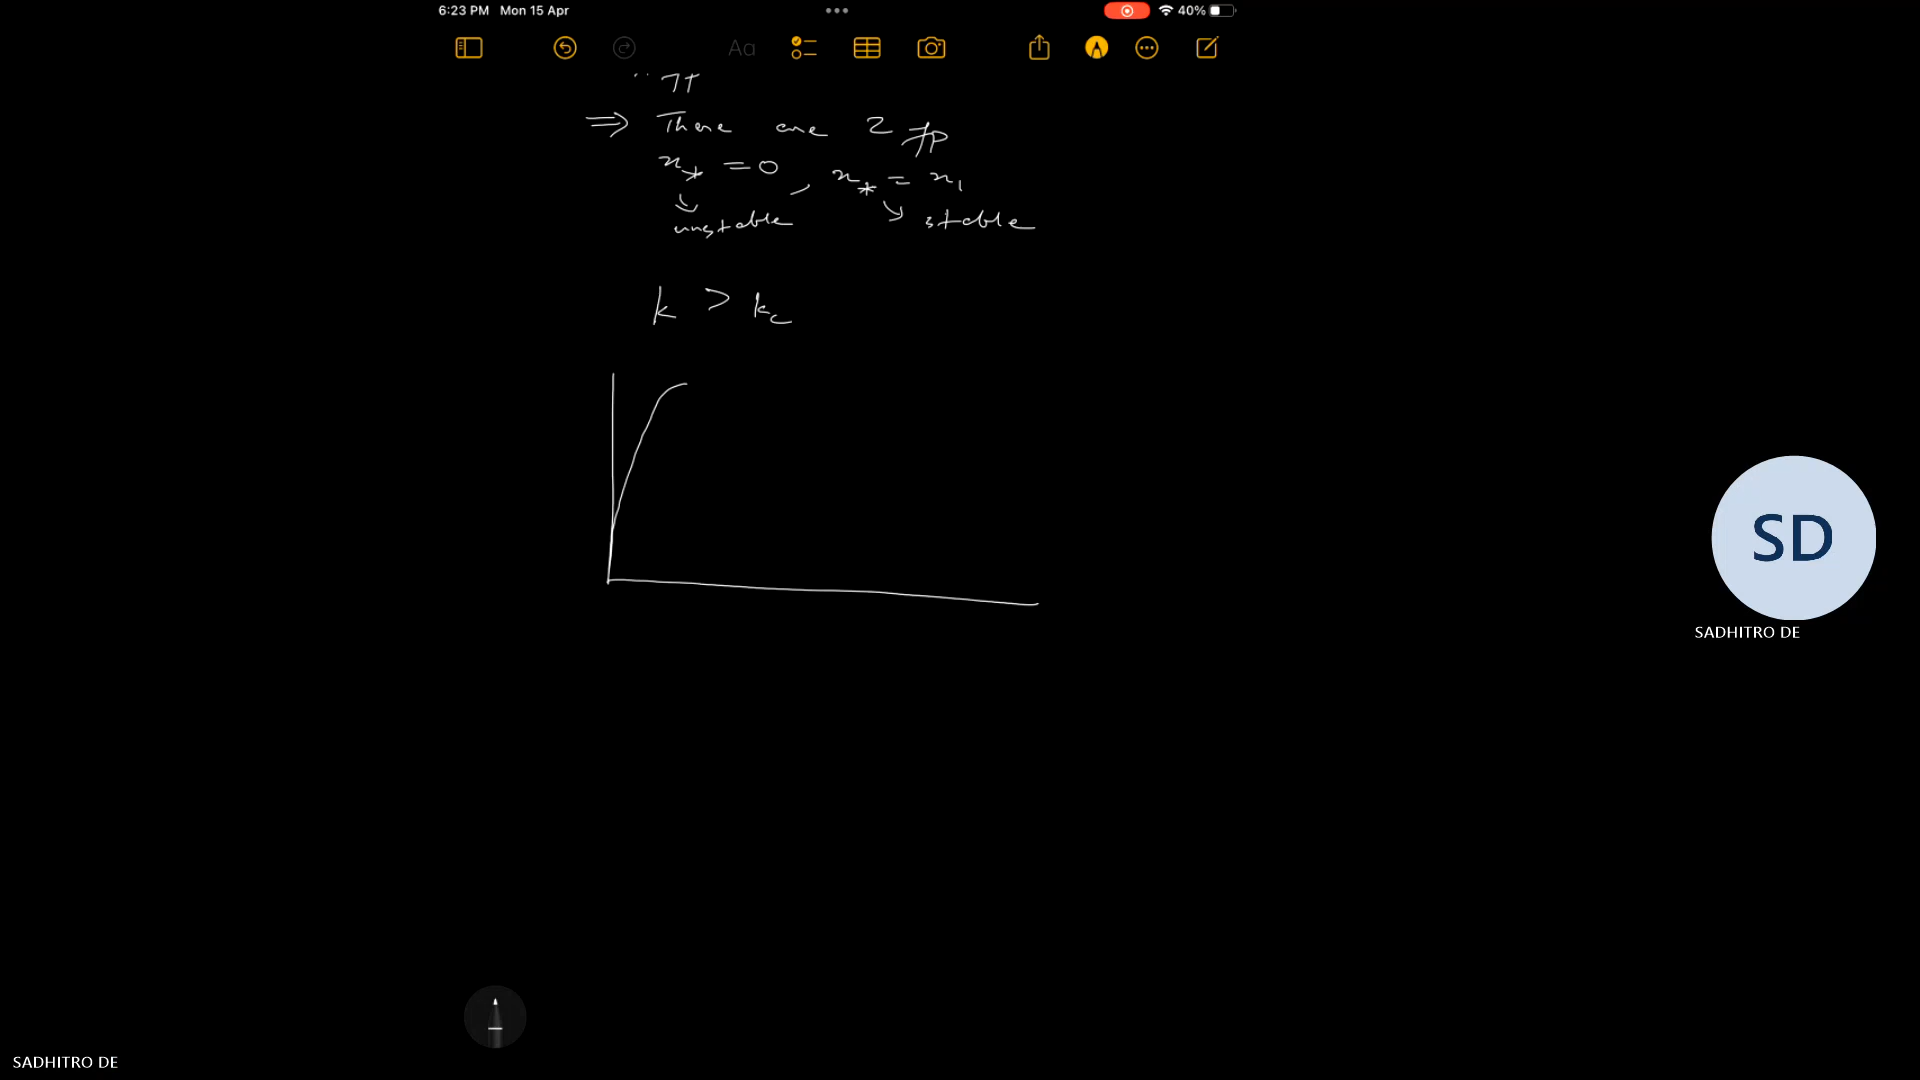 6:23 PM Mon 15 Apr 40%
Aa
⇒ There are 2 fp
x* = 0, x* = x₁
unstable stable
k > kc
SD
SADHITRO DE
SADHITRO DE